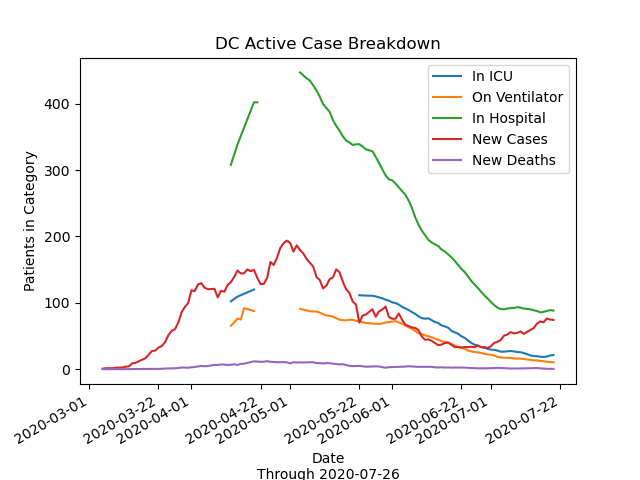 DC Active Case Breakdown
In ICU
On Ventilator
In Hospital
New Cases
New Deaths
Patients in Category
400
300
200
100
0
2020-03-01
2020-03-22
2020-04-01
2020-04-22
2020-05-01
2020-05-22
2020-06-01
2020-06-22
2020-07-01
2020-07-22
Date
Through 2020-07-26